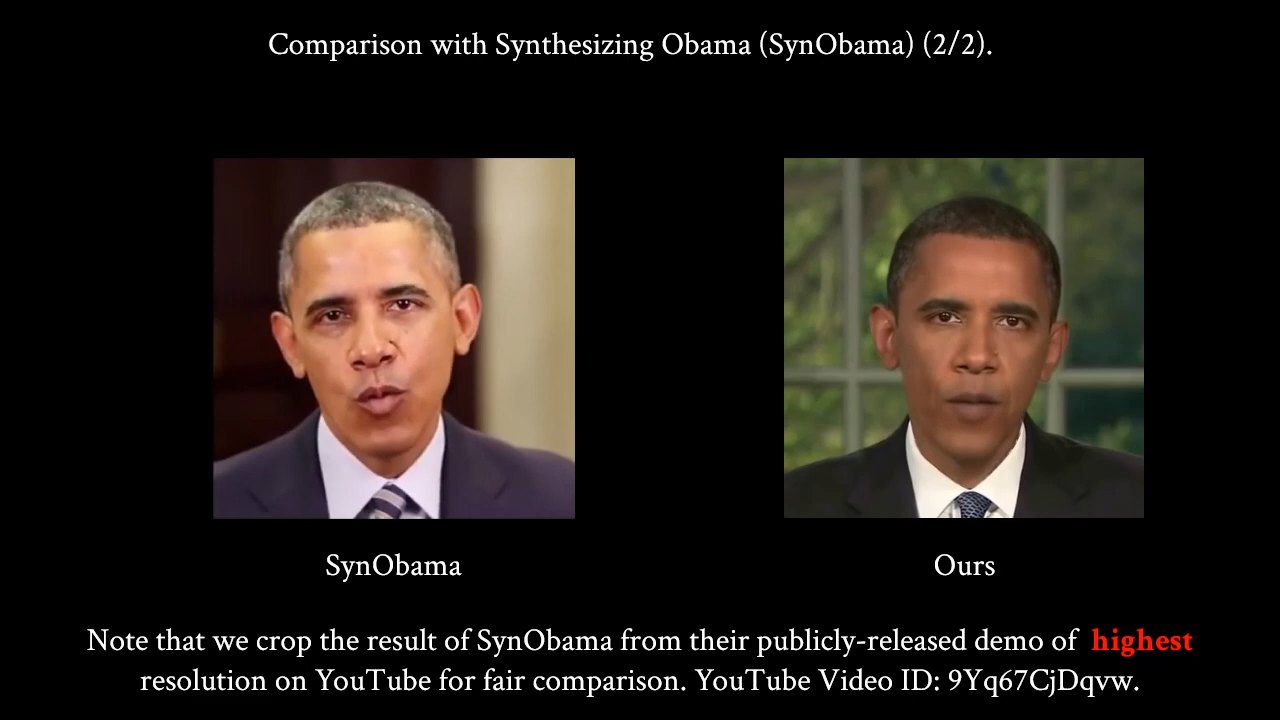 Comparison with Synthesizing Obama (SynObama) (2/2).
SynObama
Ours
Note that we crop the result of SynObama from their publicly-released demo of highest
resolution on YouTube for fair comparison. YouTube Video ID: 9Yq67CjDqvw.